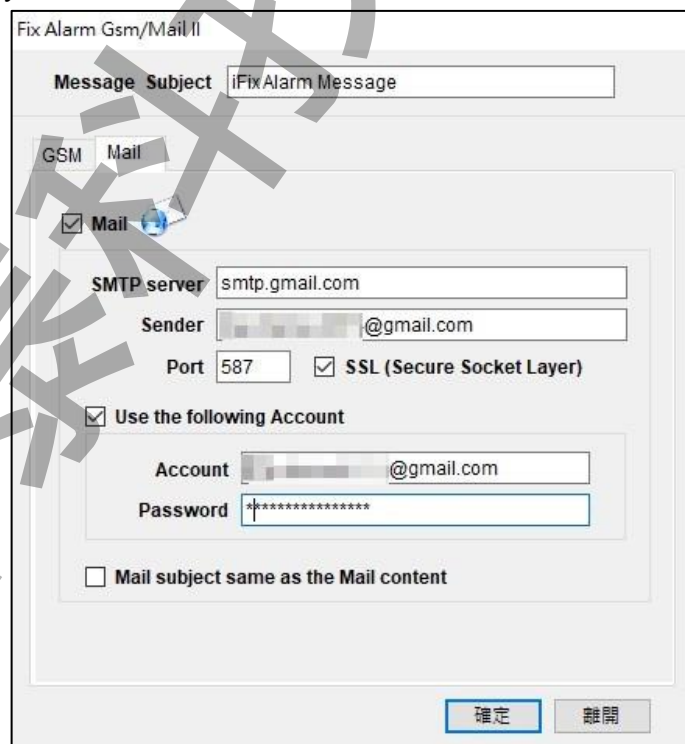 Fix Alarm Gsm/Mail II
Message Subject iFixAlarm Message
GSM Mail
Mail
SMTP server smtp.gmail.com
Sender @gmail.com
Port 587 SSL (Secure Socket Layer)
Use the following Account
Account @gmail.com
Password ****************
Mail subject same as the Mail content
確定 離開